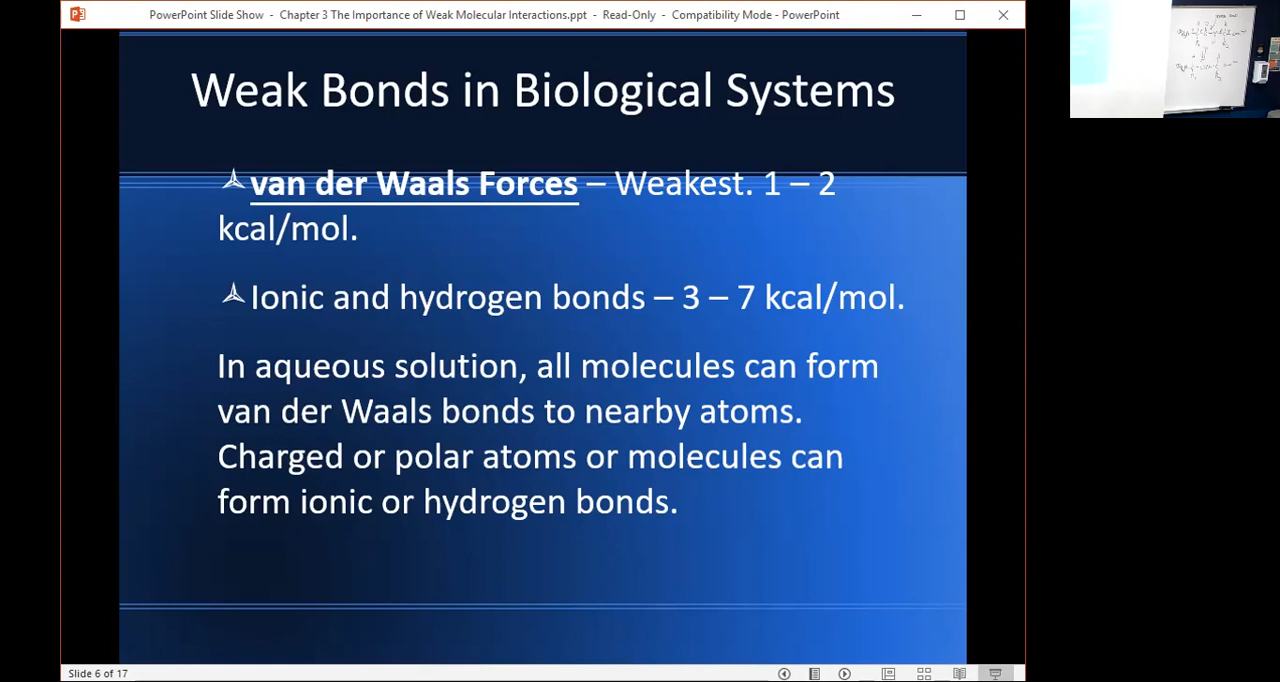 PowerPoint Slide Show - Chapter 3 The Importance of Weak Molecular Interactions.ppt - Read-Only - Compatibility Mode - PowerPoint
Weak Bonds in Biological Systems
van der Waals Forces – Weakest. 1 – 2
kcal/mol.
Ionic and hydrogen bonds – 3 – 7 kcal/mol.
In aqueous solution, all molecules can form
van der Waals bonds to nearby atoms.
Charged or polar atoms or molecules can
form ionic or hydrogen bonds.
Slide 6 of 17